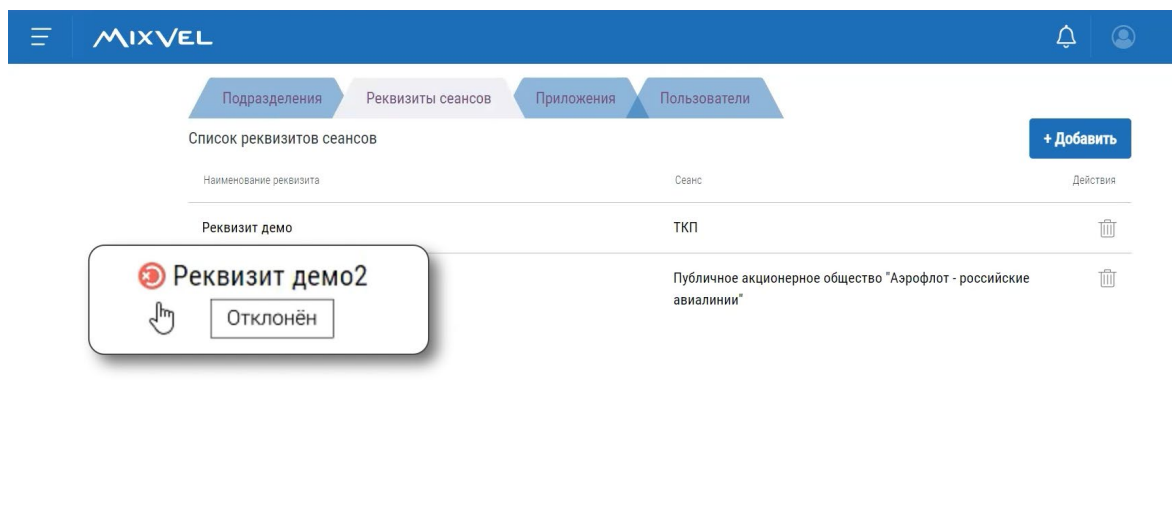 MIXVEL
Подразделения Реквизиты сеансов Приложения Пользователи
Список реквизитов сеансов + Добавить
Наименование реквизита Сеанс Действия
Реквизит демо ТКП
Реквизит демо2 Публичное акционерное общество "Аэрофлот - российские
авиалинии"
Отклонён